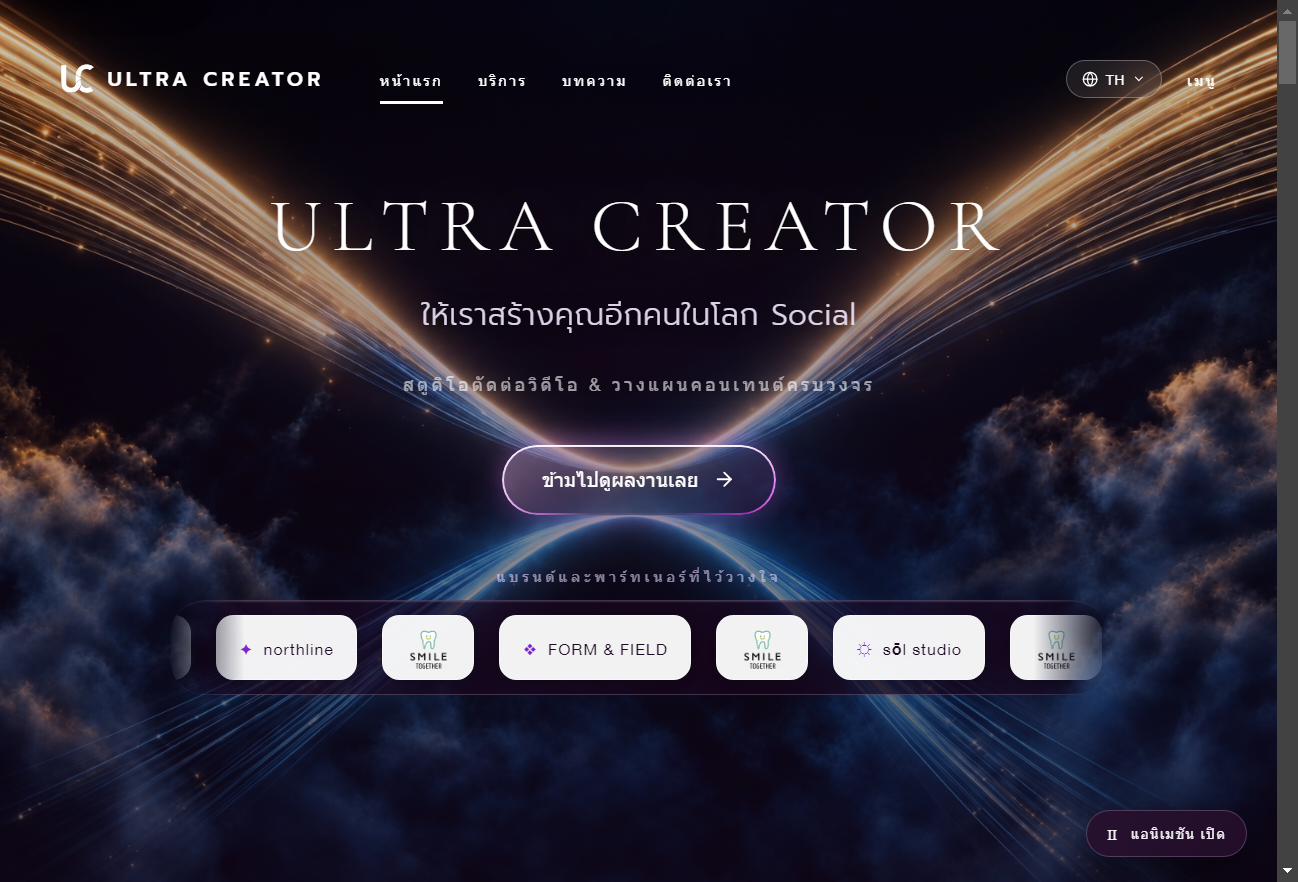 UC ULTRA CREATOR
หน้าแรก
บริการ
บทความ
ติดต่อเรา
TH
เมนู
ULTRA CREATOR
ให้เราสร้างคุณอีกคนในโลก Social
สตูดิโอตัดต่อวิดีโอ & วางแผนคอนเทนต์ครบวงจร
ข้ามไปดูผลงานเลย →
แบรนด์และพาร์ทเนอร์ที่ไว้วางใจ
northline
SMILE
TOGETHER
FORM & FIELD
SMILE
TOGETHER
sōl studio
SMILE
TOGETHER
แอนิเมชัน เปิด